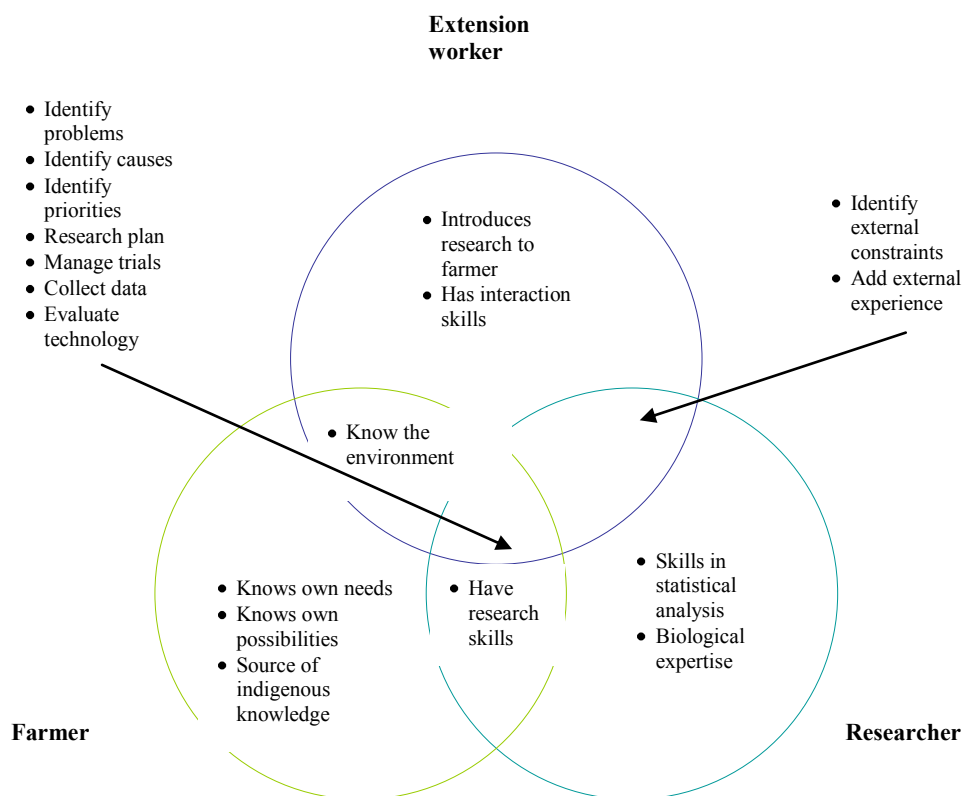 Extension
worker
• Identify
problems
• Identify causes
• Identify
priorities
• Research plan
• Manage trials
• Collect data
• Evaluate
technology
• Introduces
research to
farmer
• Has interaction
skills
• Identify
external
constraints
• Add external
experience
• Know the
environment
• Knows own needs
• Knows own
possibilities
• Source of
indigenous
knowledge
• Have
research
skills
• Skills in
statistical
analysis
• Biological
expertise
Farmer
Researcher